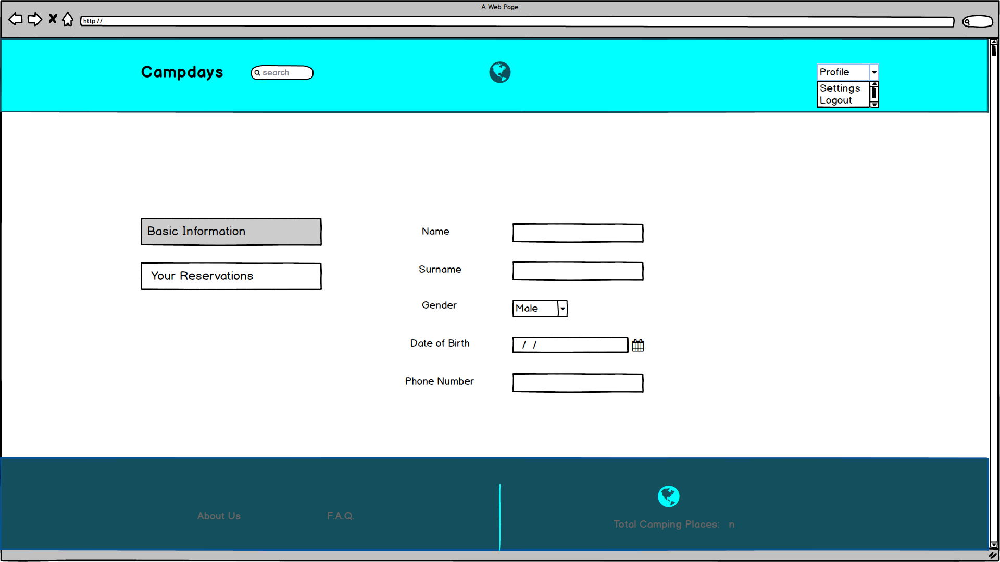 A Web Page
http://
Campdays
search
Profile
Settings
Logout
Basic Information
Your Reservations
Name
Surname
Gender
Male
Date of Birth
/ /
Phone Number
About Us
F.A.Q.
Total Camping Places: n